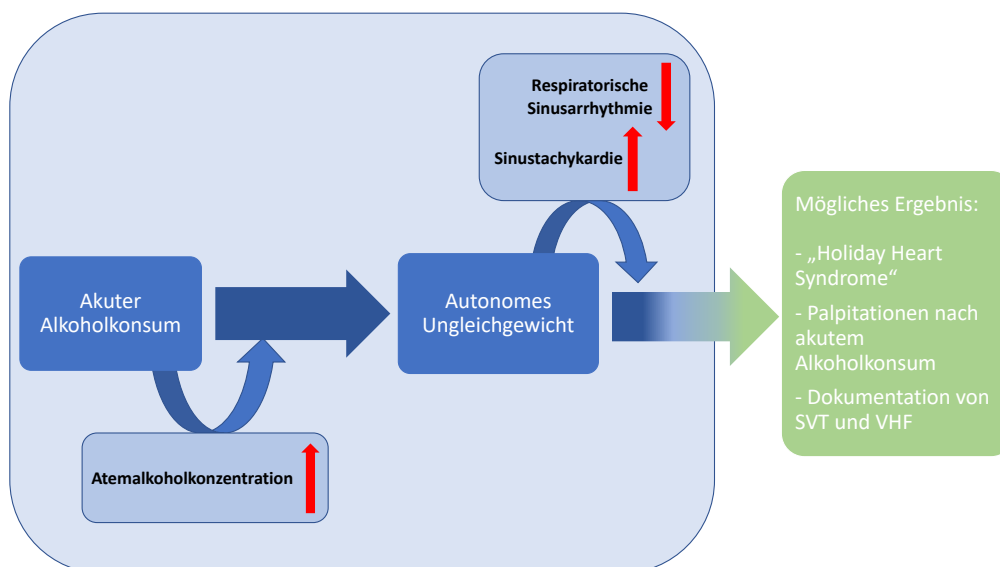 Respiratorische
Sinusarrhythmie
Sinustachykardie
Akuter
Alkoholkonsum
Autonomes
Ungleichgewicht
Atemalkoholkonzentration
Mögliches Ergebnis:
- „Holiday Heart
Syndrome“
- Palpitationen nach
akutem
Alkoholkonsum
- Dokumentation von
SVT und VHF